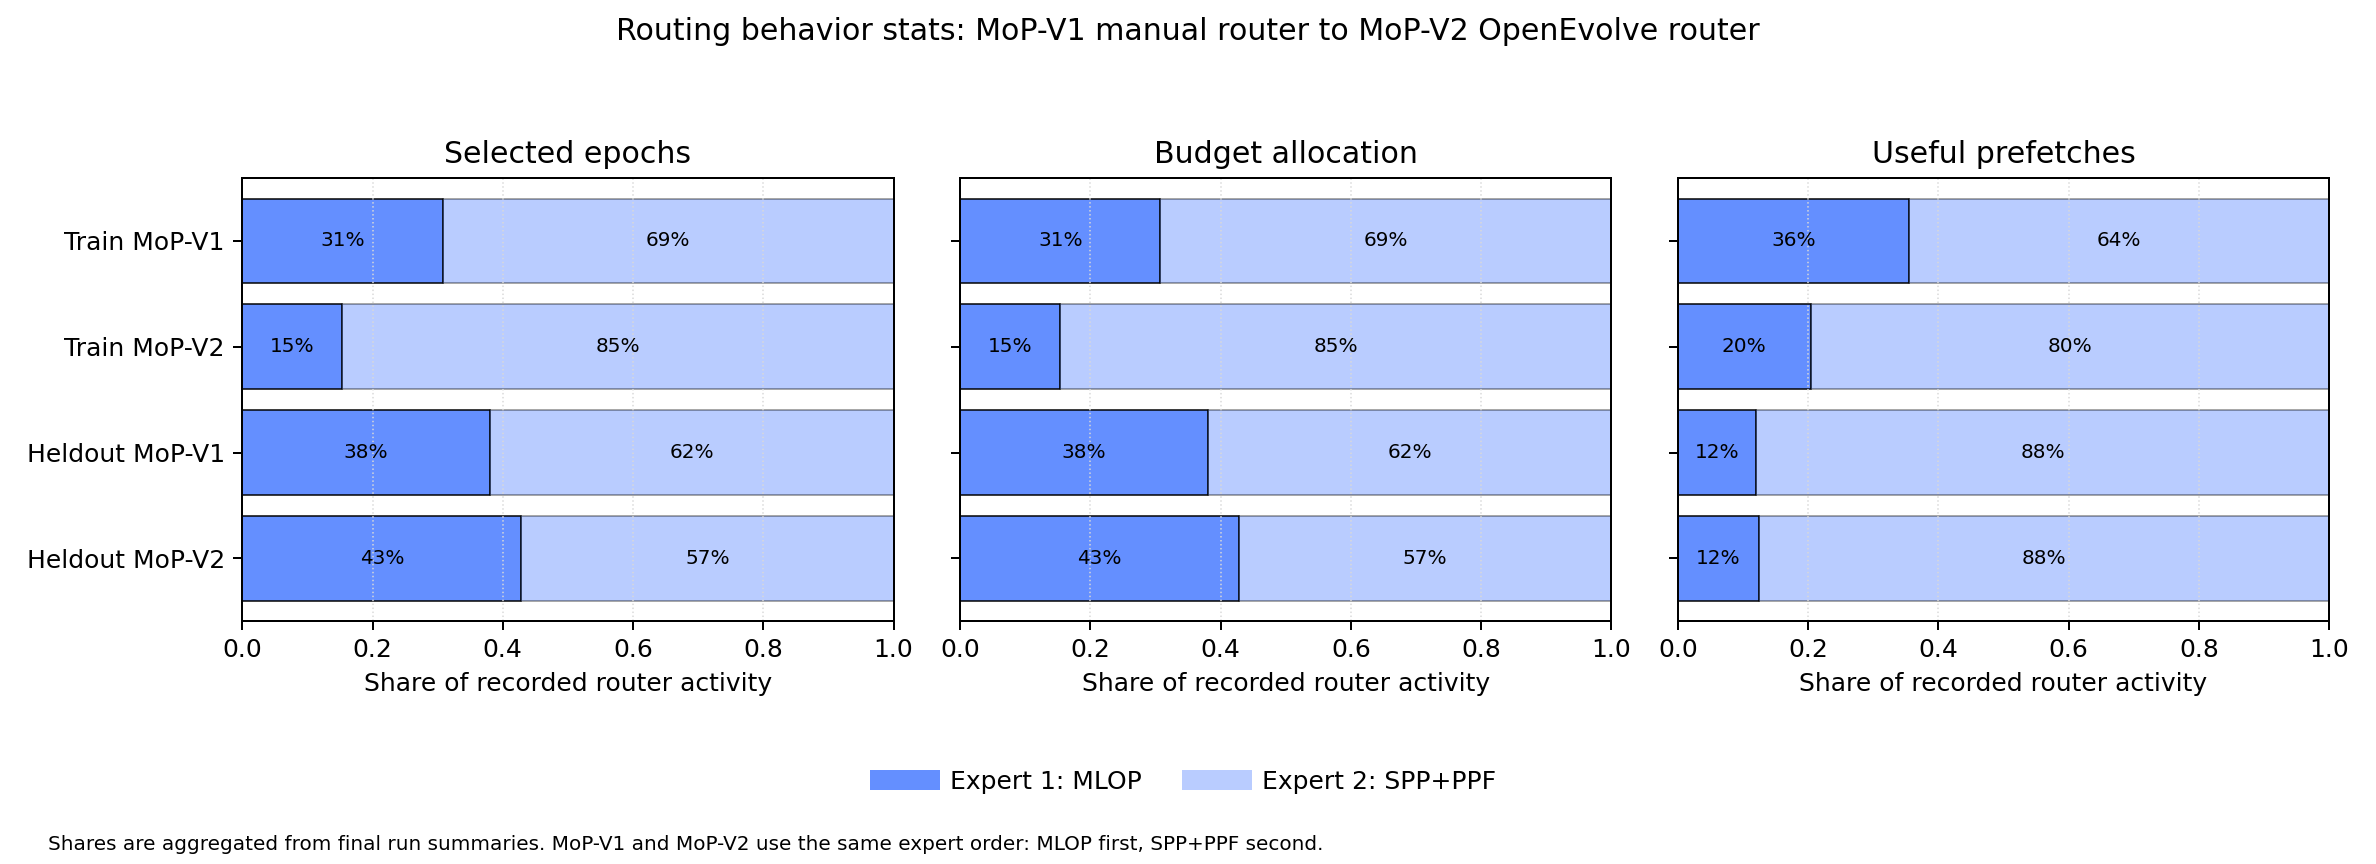 Routing behavior stats: MoP-V1 manual router to MoP-V2 OpenEvolve router
Selected epochs
Budget allocation
Useful prefetches
Train MoP-V1
31%
69%
31%
69%
36%
64%
Train MoP-V2
15%
85%
15%
85%
20%
80%
Heldout MoP-V1
38%
62%
38%
62%
12%
88%
Heldout MoP-V2
43%
57%
43%
57%
12%
88%
0.0 0.2 0.4 0.6 0.8 1.0
0.0 0.2 0.4 0.6 0.8 1.0
0.0 0.2 0.4 0.6 0.8 1.0
Share of recorded router activity
Share of recorded router activity
Share of recorded router activity
Expert 1: MLOP
Expert 2: SPP+PPF
Shares are aggregated from final run summaries. MoP-V1 and MoP-V2 use the same expert order: MLOP first, SPP+PPF second.